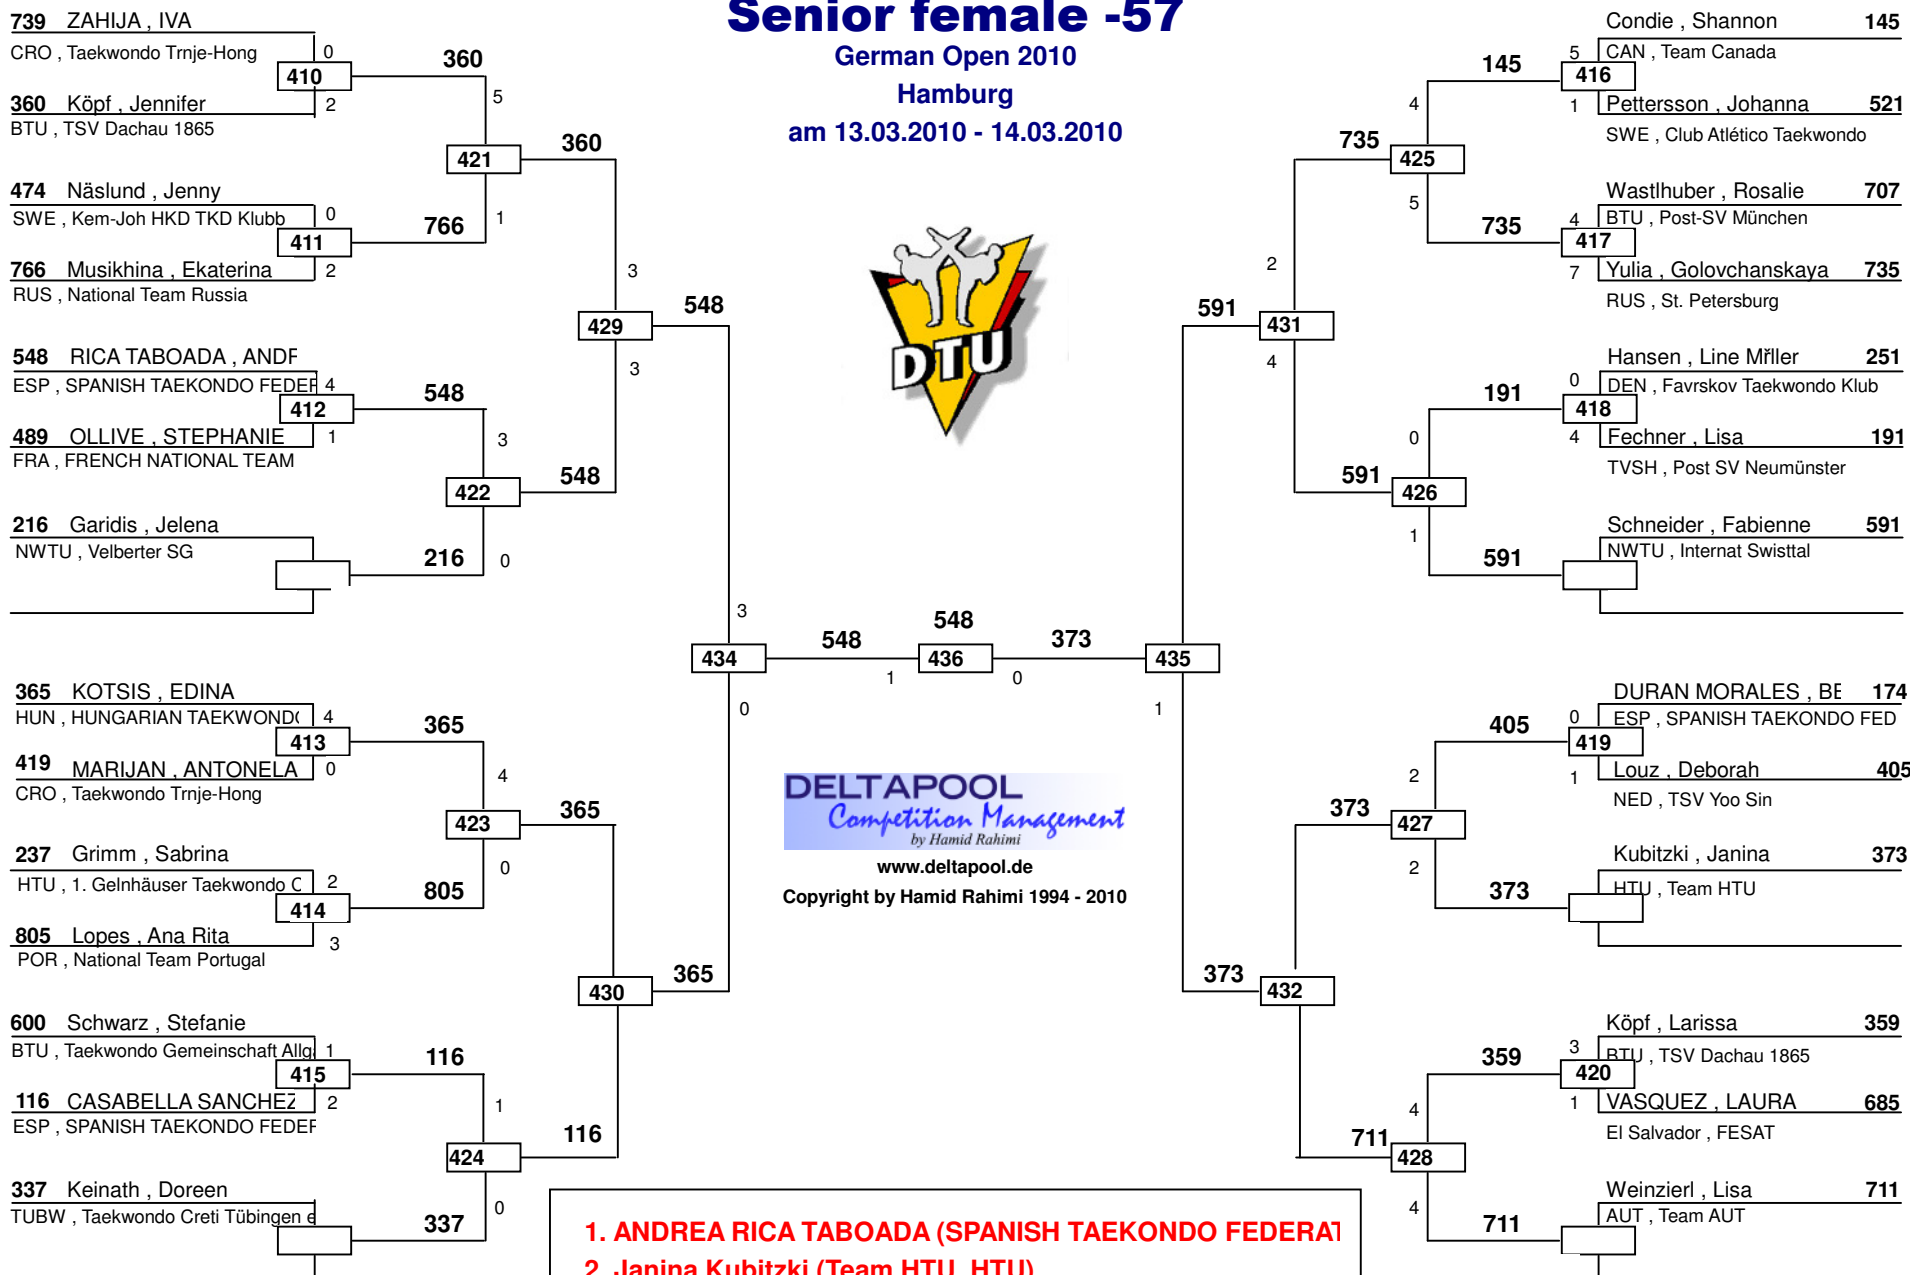 Senior female -57
German Open 2010
Hamburg
am 13.03.2010 - 14.03.2010
739 ZAHIJA , IVA
CRO , Taekwondo Trnje-Hong
0
410
360
360 Köpf , Jennifer
2
BTU , TSV Dachau 1865
5
421
360
474 Näslund , Jenny
SWE , Kem-Joh HKD TKD Klubb
0
411
766
1
766 Musikhina , Ekaterina
2
RUS , National Team Russia
3
429
548
548 RICA TABOADA , ANDR
ESP , SPANISH TAEKONDO FEDER
4
412
548
3
489 OLLIVE , STEPHANIE
1
FRA , FRENCH NATIONAL TEAM
3
422
548
216 Garidis , Jelena
NWTU , Velberter SG
216
0
3
434
548
1
436
548
0
373
435
0
1
365 KOTSIS , EDINA
HUN , HUNGARIAN TAEKWONDO
4
413
365
419 MARIJAN , ANTONELA
0
CRO , Taekwondo Trnje-Hong
4
423
365
237 Grimm , Sabrina
0
HTU , 1. Gelnhäuser Taekwondo C
2
414
805
805 Lopes , Ana Rita
3
POR , National Team Portugal
430
365
600 Schwarz , Stefanie
BTU , Taekwondo Gemeinschaft Allg
1
415
116
116 CASABELLA SANCHEZ
2
ESP , SPANISH TAEKONDO FEDER
1
424
116
337 Keinath , Doreen
TUBW , Taekwondo Creti Tübingen e
0
337
DTU
DELTAPOOL
Competition Management
by Hamid Rahimi
www.deltapool.de
Copyright by Hamid Rahimi 1994 - 2010
Condie , Shannon 145
5
CAN , Team Canada
145
416
1
Pettersson , Johanna 521
SWE , Club Atlético Taekwondo
4
735
425
Wastlhuber , Rosalie 707
5
4
BTU , Post-SV München
735
417
7
Yulia , Golovchanskaya 735
RUS , St. Petersburg
2
591
431
4
Hansen , Line Mřller 251
0
DEN , Favrskov Taekwondo Klub
191
418
0
4
Fechner , Lisa 191
TVSH , Post SV Neumünster
591
426
Schneider , Fabienne 591
1
NWTU , Internat Swisttal
591
DURAN MORALES , BE 174
0
ESP , SPANISH TAEKONDO FED
405
419
2
1
Louz , Deborah 405
NED , TSV Yoo Sin
373
427
Kubitzki , Janina 373
2
HTU , Team HTU
373
373
432
Köpf , Larissa 359
3
BTU , TSV Dachau 1865
359
420
4
1
VASQUEZ , LAURA 685
El Salvador , FESAT
711
428
Weinzierl , Lisa 711
4
AUT , Team AUT
711
1. ANDREA RICA TABOADA (SPANISH TAEKONDO FEDERAT
2. Janina Kubitzki (Team HTU, HTU)